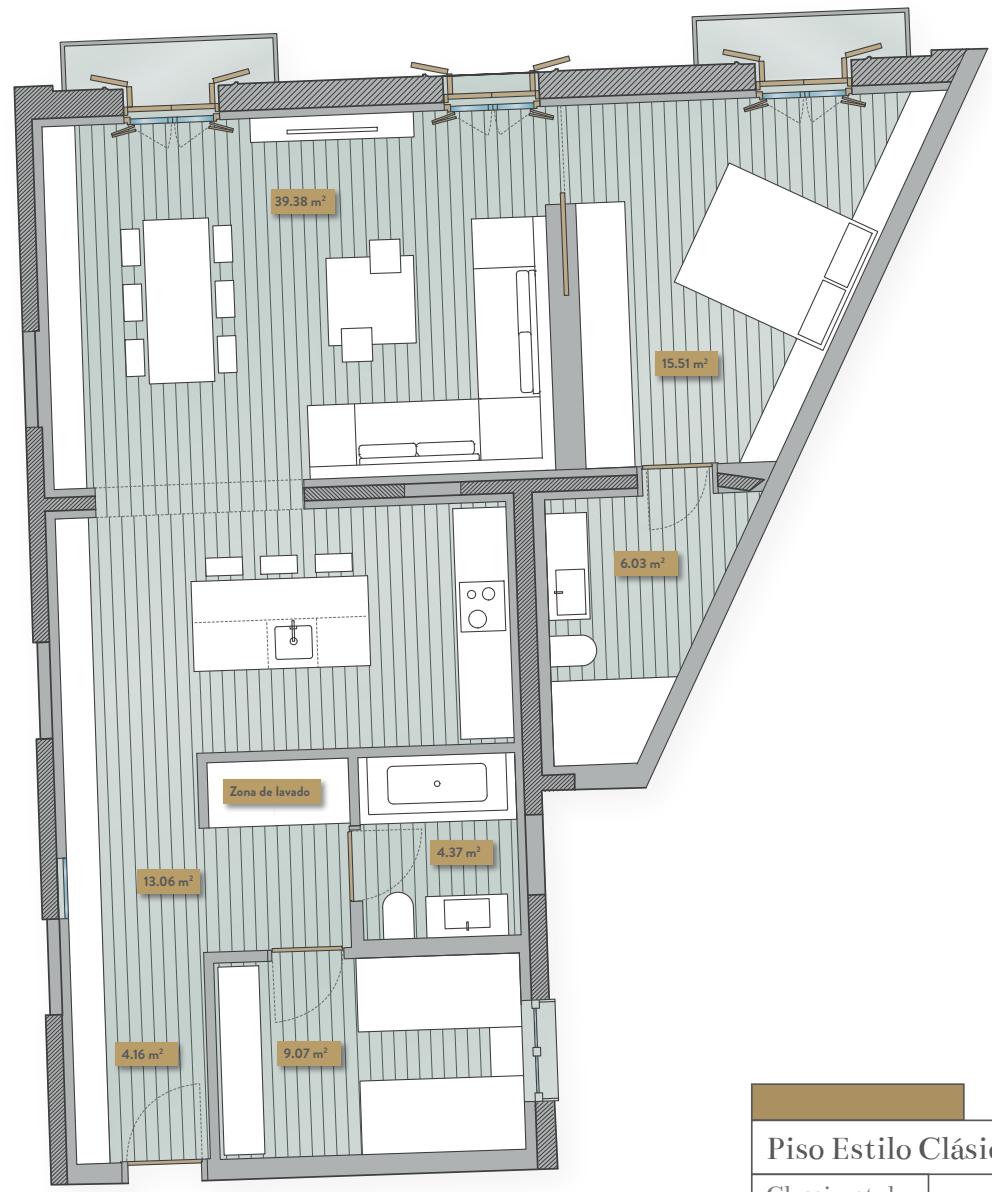 39.38 m²
15.51 m²
6.03 m²
Zona de lavado
4.37 m²
13.06 m²
4.16 m²
9.07 m²
Piso Estilo